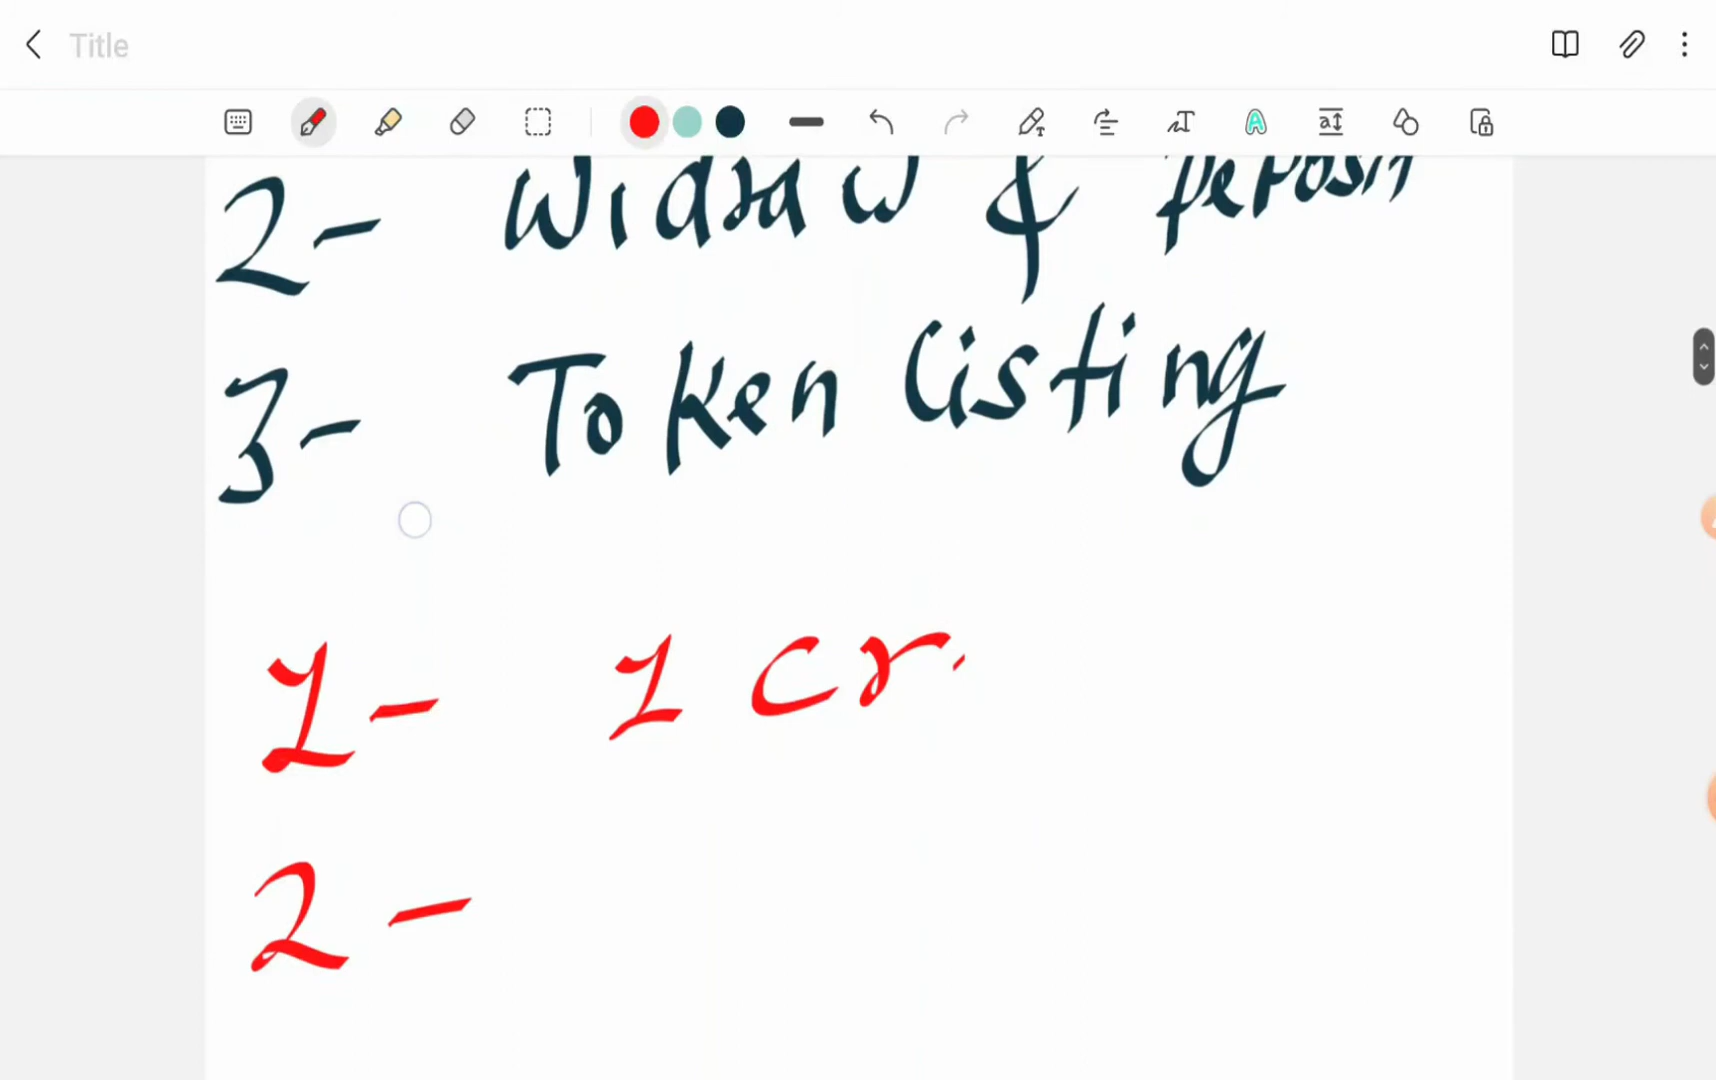 Title
2- Widraw & Deposit
3- Token Listing
1- 1 Cr.
2-